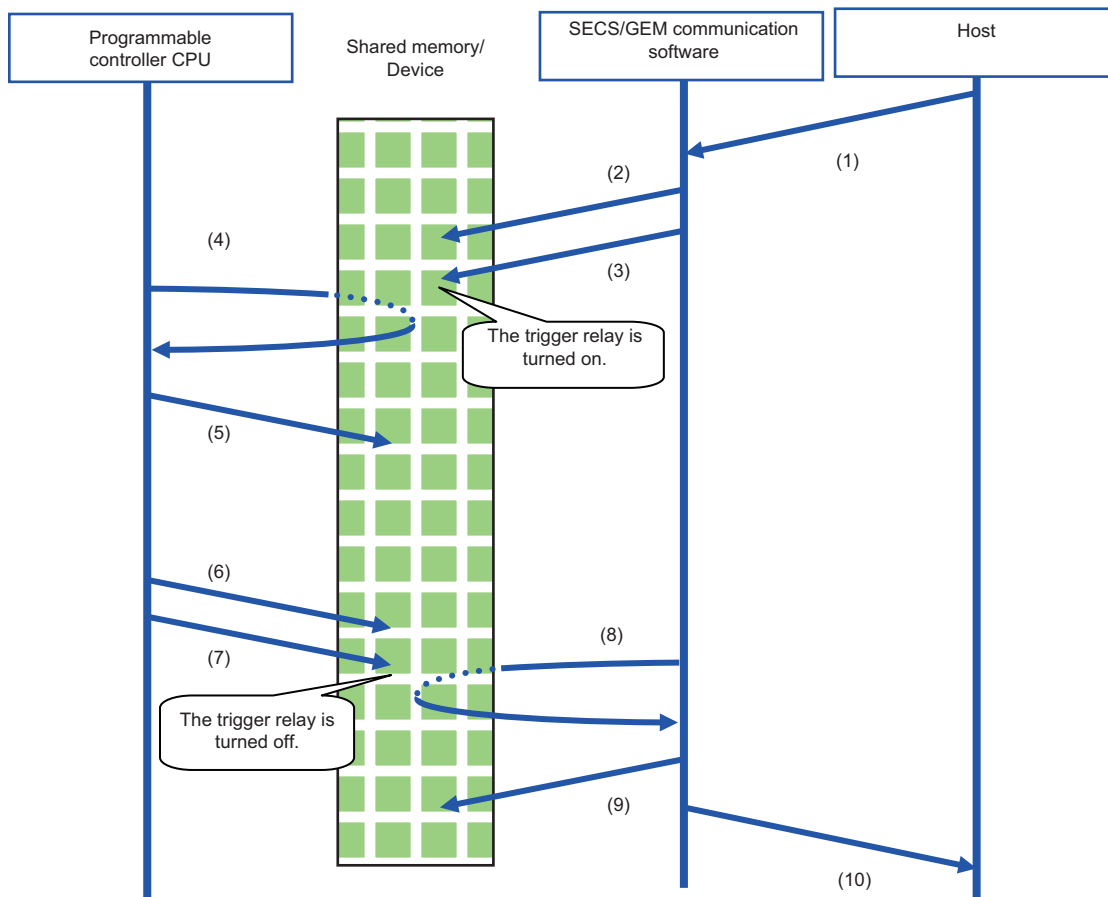 Programmable
controller CPU
Shared memory/
Device
SECS/GEM communication
software
Host
(1)
(2)
(3)
(4)
The trigger relay is
turned on.
(5)
(6)
(7)
(8)
The trigger relay is
turned off.
(9)
(10)